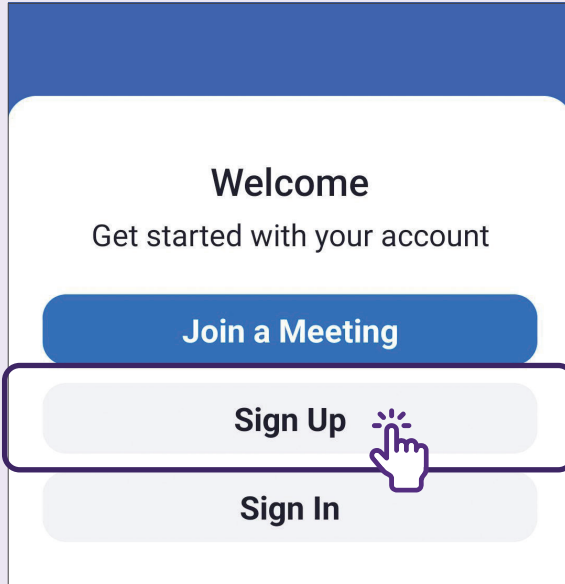 Welcome
Get started with your account
Join a Meeting
Sign Up
Sign In